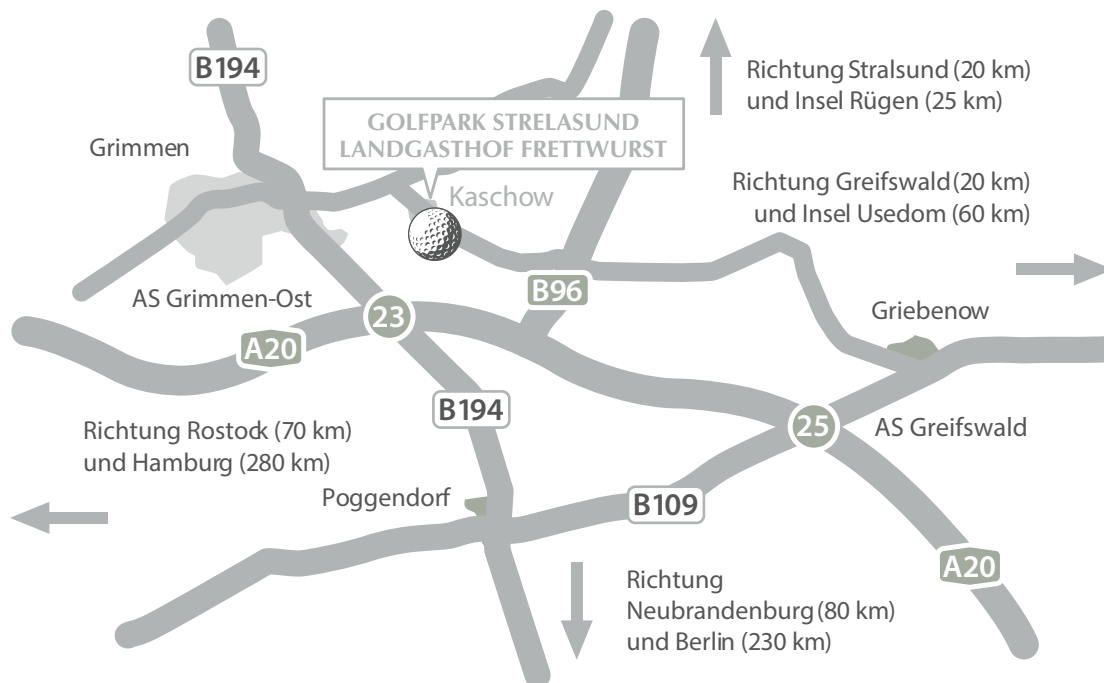 B194
Richtung Stralsund (20 km)
und Insel Rügen (25 km)
GOLFPARK STRELASUND
LANDGASTHOF FRETTWURST
Grimmen
Kaschow
Richtung Greifswald (20 km)
und Insel Usedom (60 km)
AS Grimmen-Ost
B96
23
Griebenow
A20
B194
25
AS Greifswald
Richtung Rostock (70 km)
und Hamburg (280 km)
Poggendorf
B109
A20
Richtung
Neubrandenburg (80 km)
und Berlin (230 km)